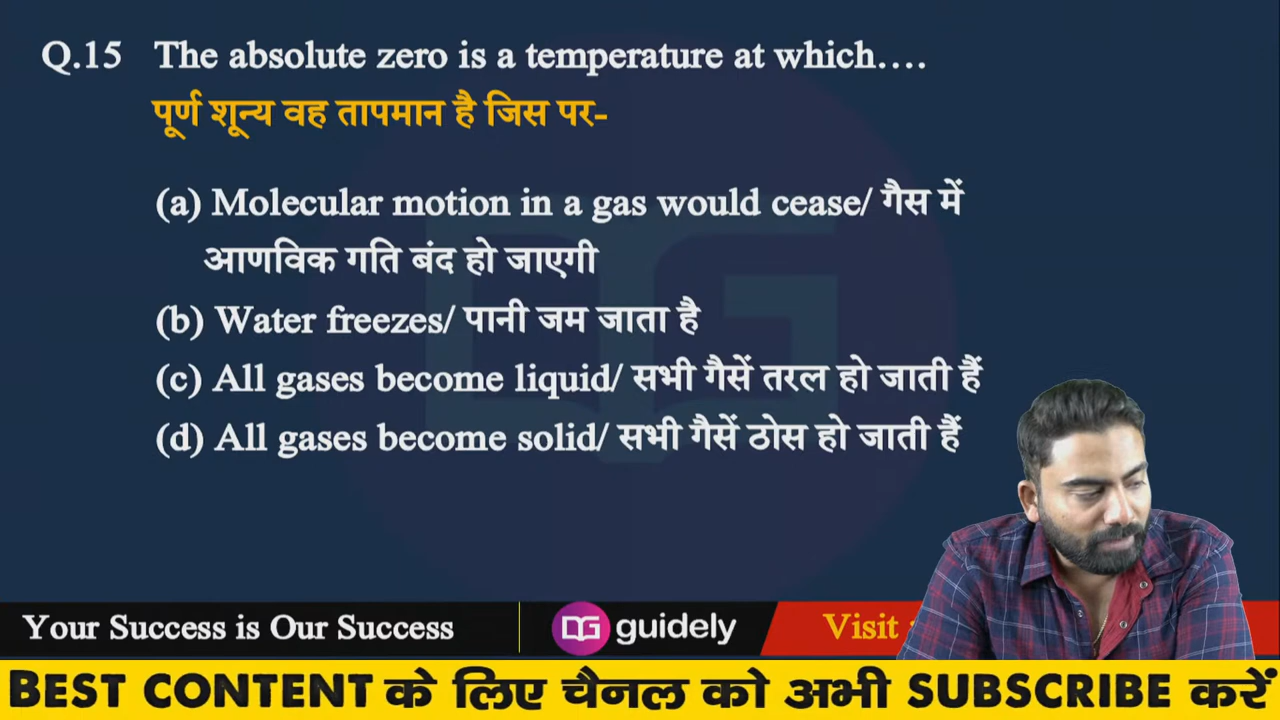 Q.15 The absolute zero is a temperature at which....
पूर्ण शून्य वह तापमान है जिस पर-
(a) Molecular motion in a gas would cease/ गैस में
आणविक गति बंद हो जाएगी
(b) Water freezes/ पानी जम जाता है
(c) All gases become liquid/ सभी गैसें तरल हो जाती हैं
(d) All gases become solid/ सभी गैसें ठोस हो जाती हैं
Your Success is Our Success DG guidely Visit
BEST CONTENT के लिए चैनल को अभी SUBSCRIBE करें